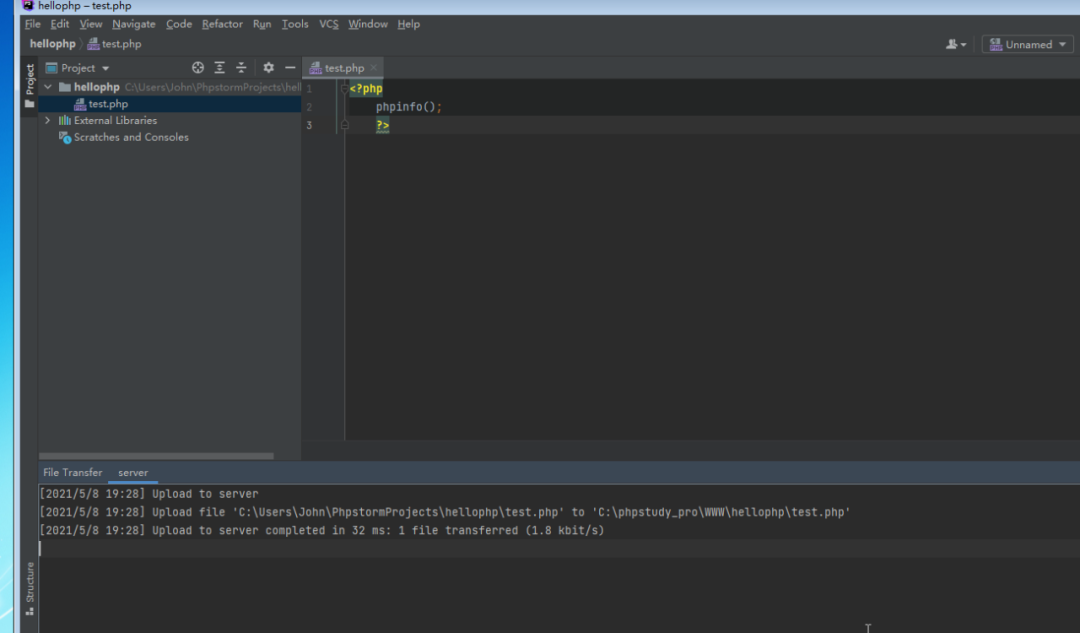 hellophp – test.php
File Edit View Navigate Code Refactor Run Tools VCS Window Help
hellophp test.php
Unnamed
Project
Project
test.php
hellophp C:\Users\John\PhpstormProjects\hell
test.php
External Libraries
Scratches and Consoles
1 <?php
2 phpinfo();
3 ?>
File Transfer server
[2021/5/8 19:28] Upload to server
[2021/5/8 19:28] Upload file 'C:\Users\John\PhpstormProjects\hellophp\test.php' to 'C:\phpstudy_pro\WWW\hellophp\test.php'
[2021/5/8 19:28] Upload to server completed in 32 ms: 1 file transferred (1.8 kbit/s)
Structure